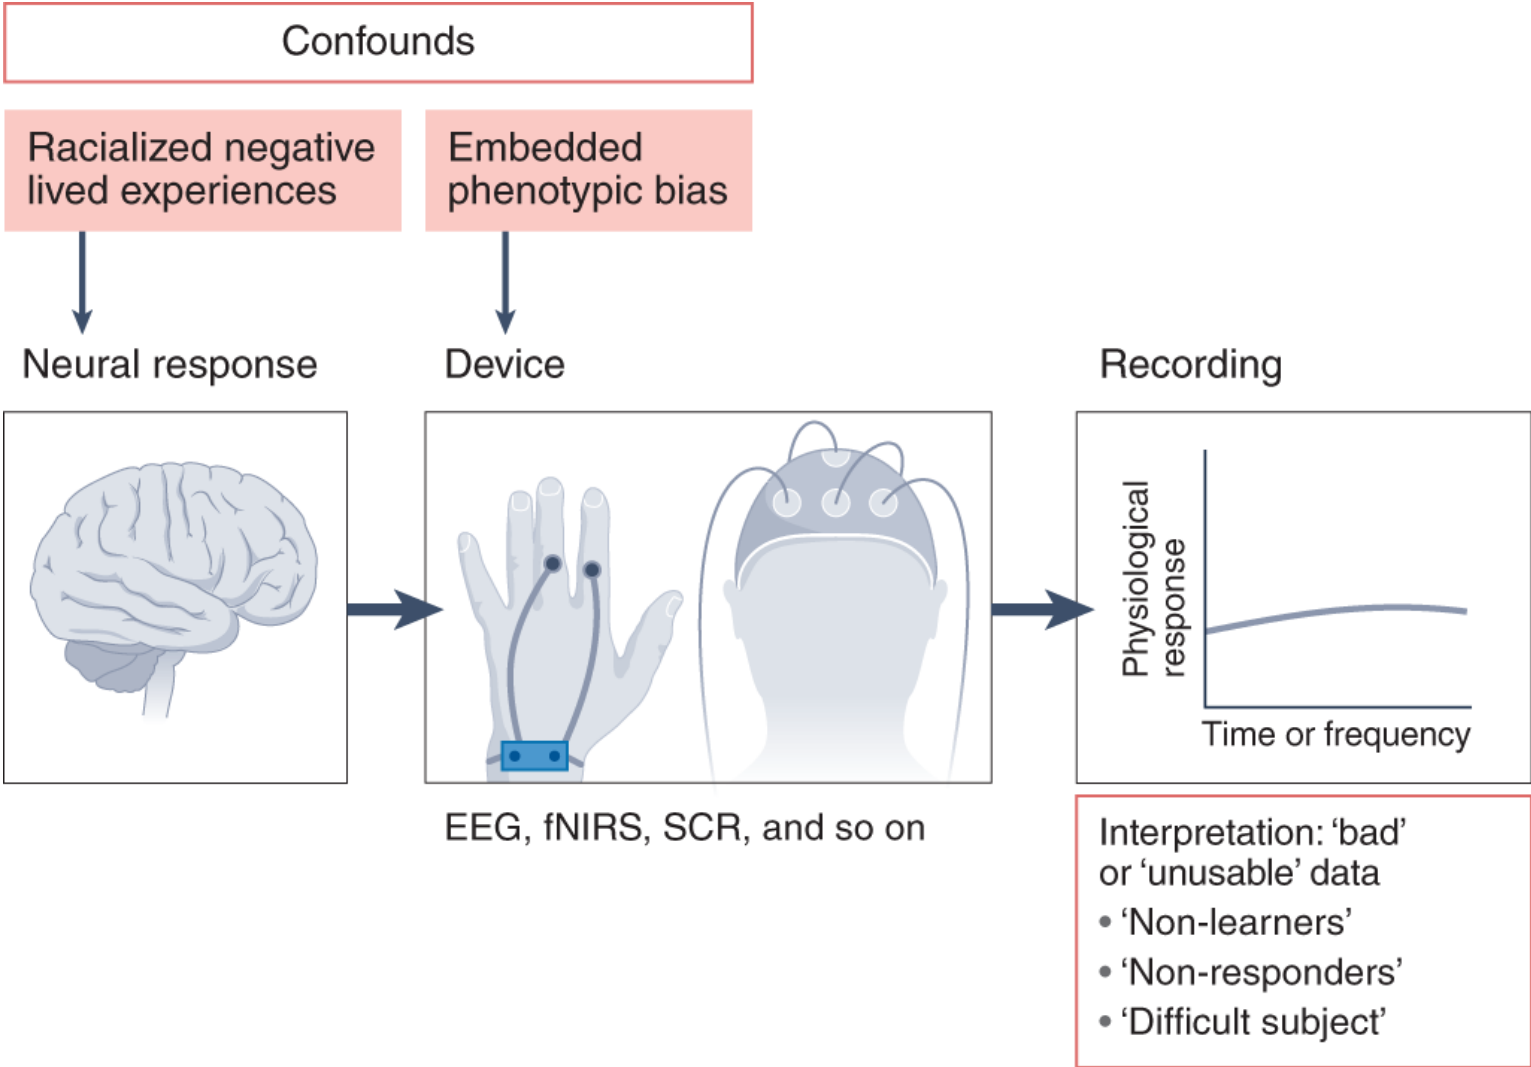 Confounds
Racialized negative
lived experiences
Embedded
phenotypic bias
Neural response
Device
Recording
Physiological
response
Time or frequency
EEG, fNIRS, SCR, and so on
Interpretation: ‘bad’
or ‘unusable’ data
• ‘Non-learners’
• ‘Non-responders’
• ‘Difficult subject’